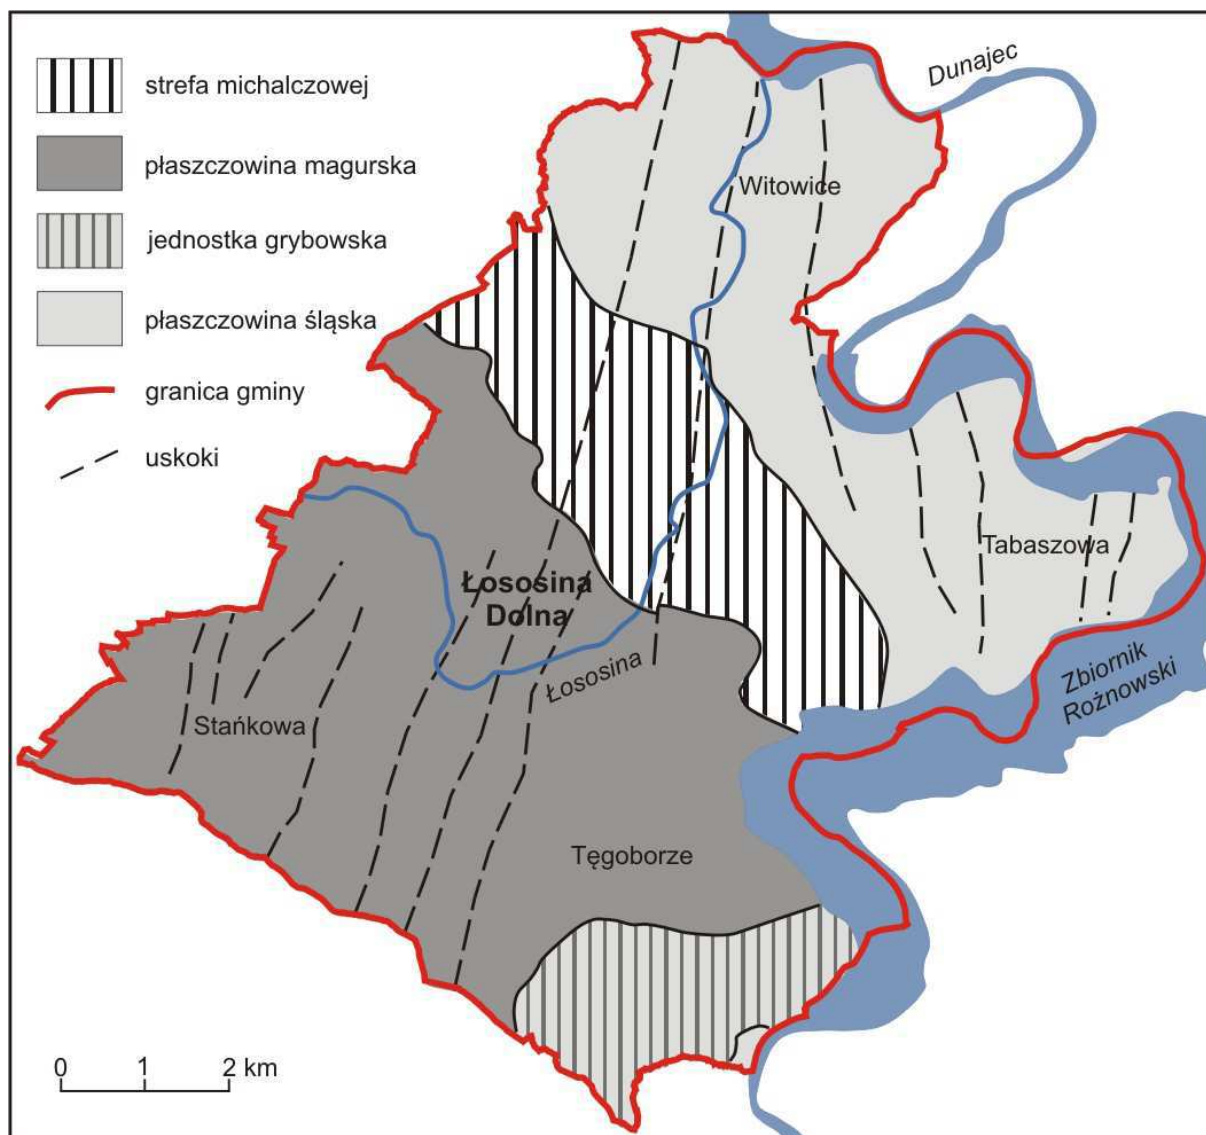 strefa michalczowej
płaszczowina magurska
jednostka grybowska
płaszczowina śląska
granica gminy
uskoki
Dunajec
Witowice
Tabaszowa
Łososina
Dolna
Łososina
Zbiornik
Rożnowski
Stańkowa
Tęgoborze
0 1 2 km